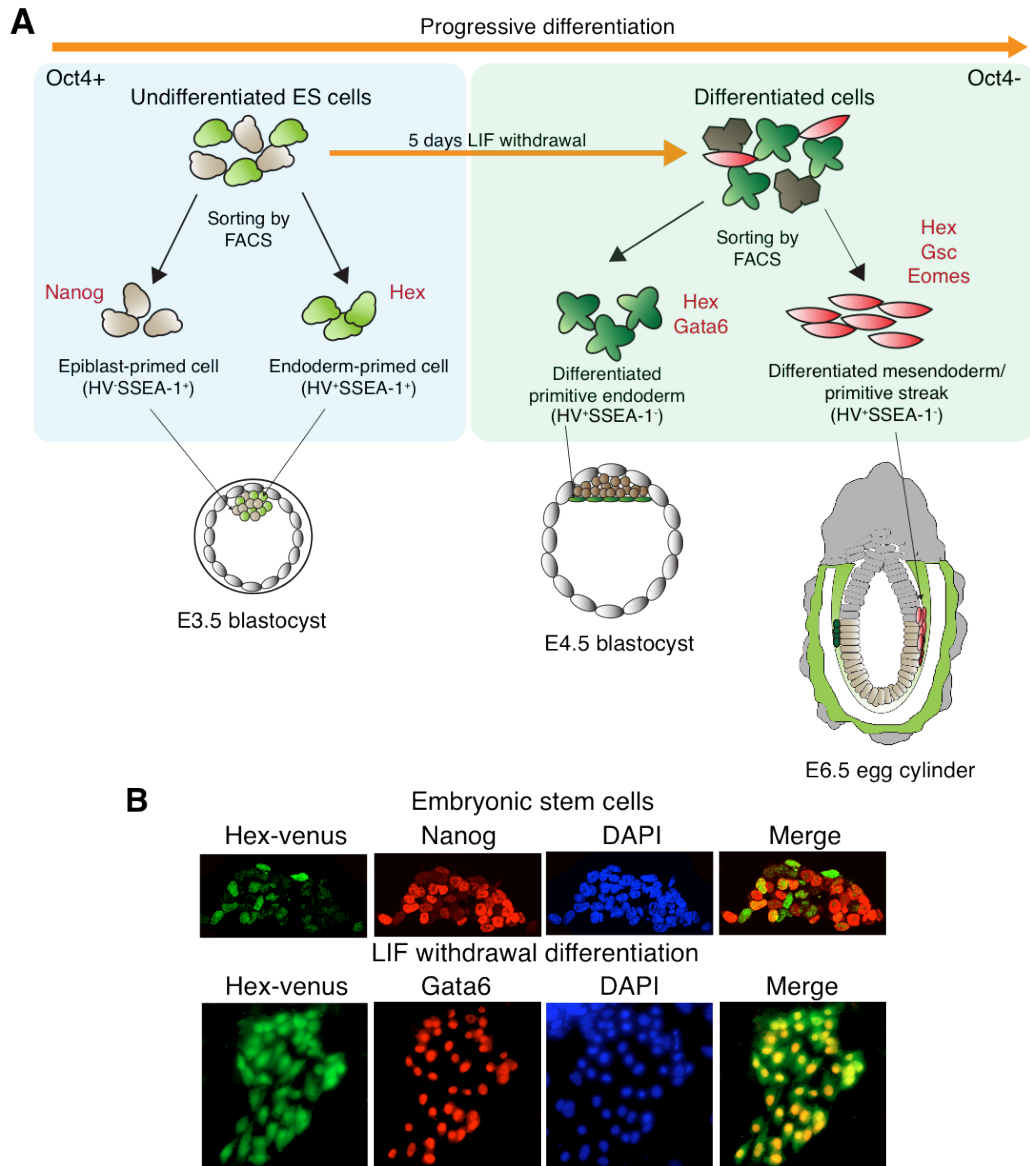 A
Progressive differentiation
Oct4+
Oct4-
Undifferentiated ES cells
Differentiated cells
5 days LIF withdrawal
Sorting by
FACS
Sorting by
FACS
Hex
Gsc
Eomes
Nanog
Hex
Hex
Gata6
Epiblast-primed cell
(HV⁻SSEA-1⁺)
Endoderm-primed cell
(HV⁺SSEA-1⁺)
Differentiated
primitive endoderm
(HV⁺SSEA-1⁻)
Differentiated mesendoderm/
primitive streak
(HV⁺SSEA-1⁻)
E3.5 blastocyst
E4.5 blastocyst
E6.5 egg cylinder
B
Embryonic stem cells
Hex-venus Nanog DAPI Merge
LIF withdrawal differentiation
Hex-venus Gata6 DAPI Merge